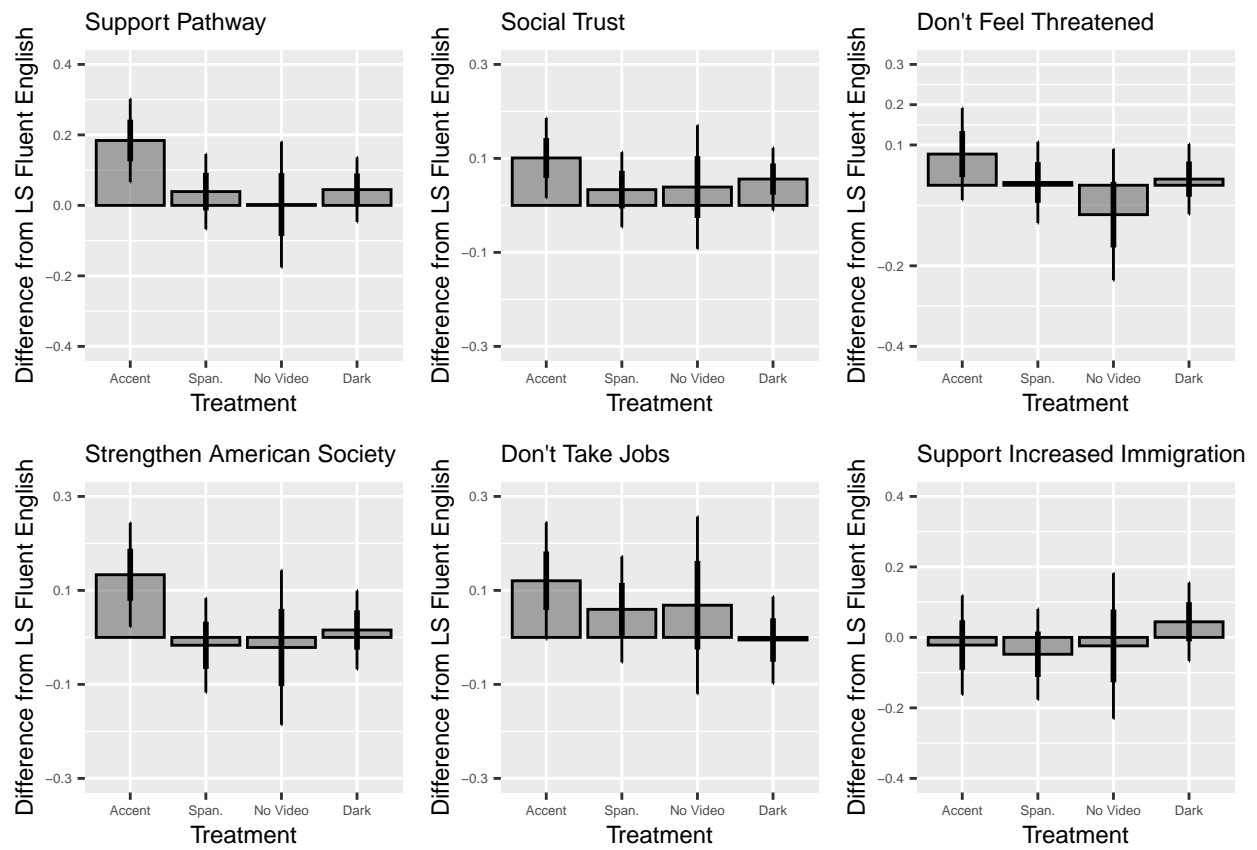 Support Pathway
Difference from LS Fluent English
0.4
0.2
0.0
−0.2
−0.4
Accent Span. No Video Dark
Treatment
Social Trust
Difference from LS Fluent English
0.3
0.1
−0.1
−0.3
Accent Span. No Video Dark
Treatment
Don't Feel Threatened
Difference from LS Fluent English
0.3
0.2
0.1
−0.2
−0.4
Accent Span. No Video Dark
Treatment
Strengthen American Society
Difference from LS Fluent English
0.3
0.1
−0.1
−0.3
Accent Span. No Video Dark
Treatment
Don't Take Jobs
Difference from LS Fluent English
0.3
0.1
−0.1
−0.3
Accent Span. No Video Dark
Treatment
Support Increased Immigration
Difference from LS Fluent English
0.4
0.2
0.0
−0.2
−0.4
Accent Span. No Video Dark
Treatment